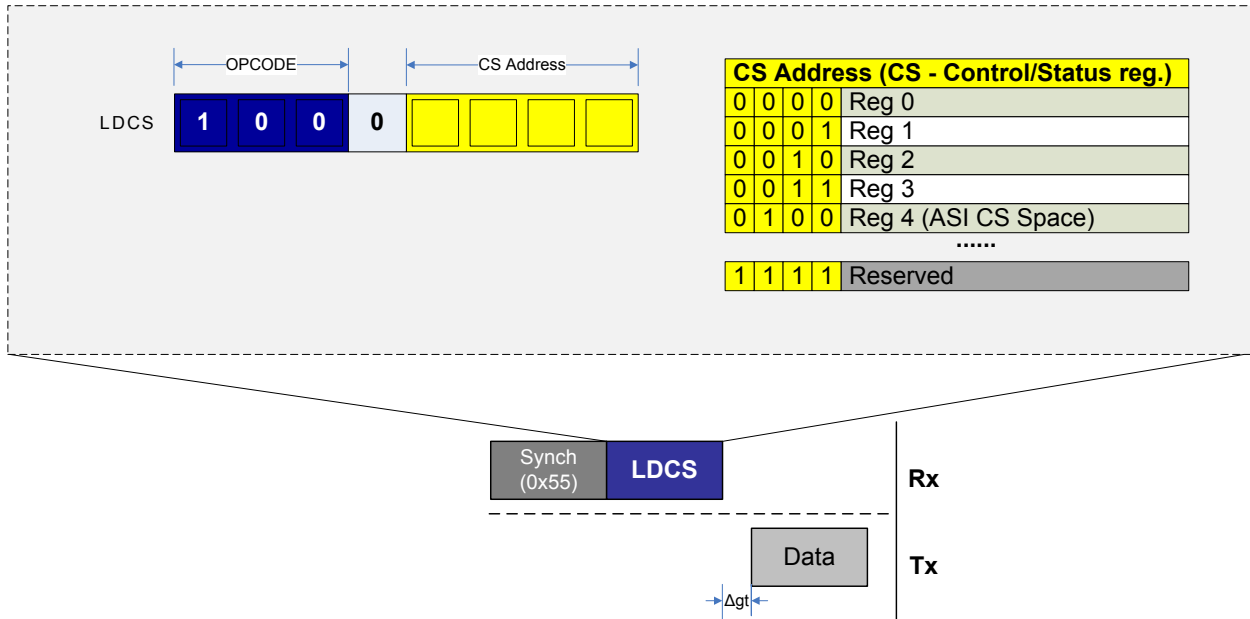 OPCODE
CS Address
LDCS
1 0 0 0
CS Address (CS - Control/Status reg.)
0 0 0 0 Reg 0
0 0 0 1 Reg 1
0 0 1 0 Reg 2
0 0 1 1 Reg 3
0 1 0 0 Reg 4 (ASI CS Space)
......
1 1 1 1 Reserved
Synch
(0x55)
LDCS
Rx
Data
Tx
Δgt